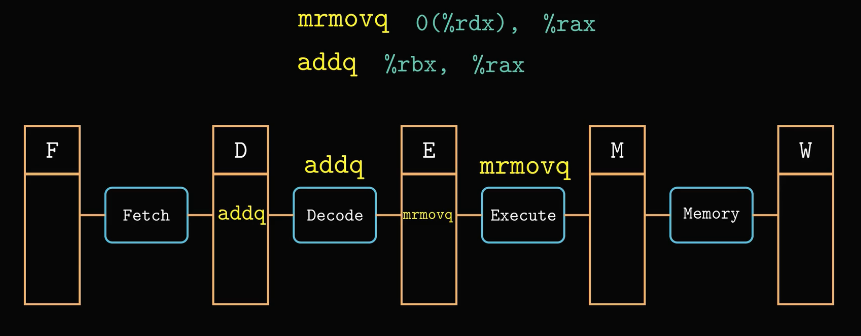 mrmovq 0(%rdx), %rax
addq %rbx, %rax
F D E M W
addq mrmovq
addq Fetch Decode mrmovq Execute Memory